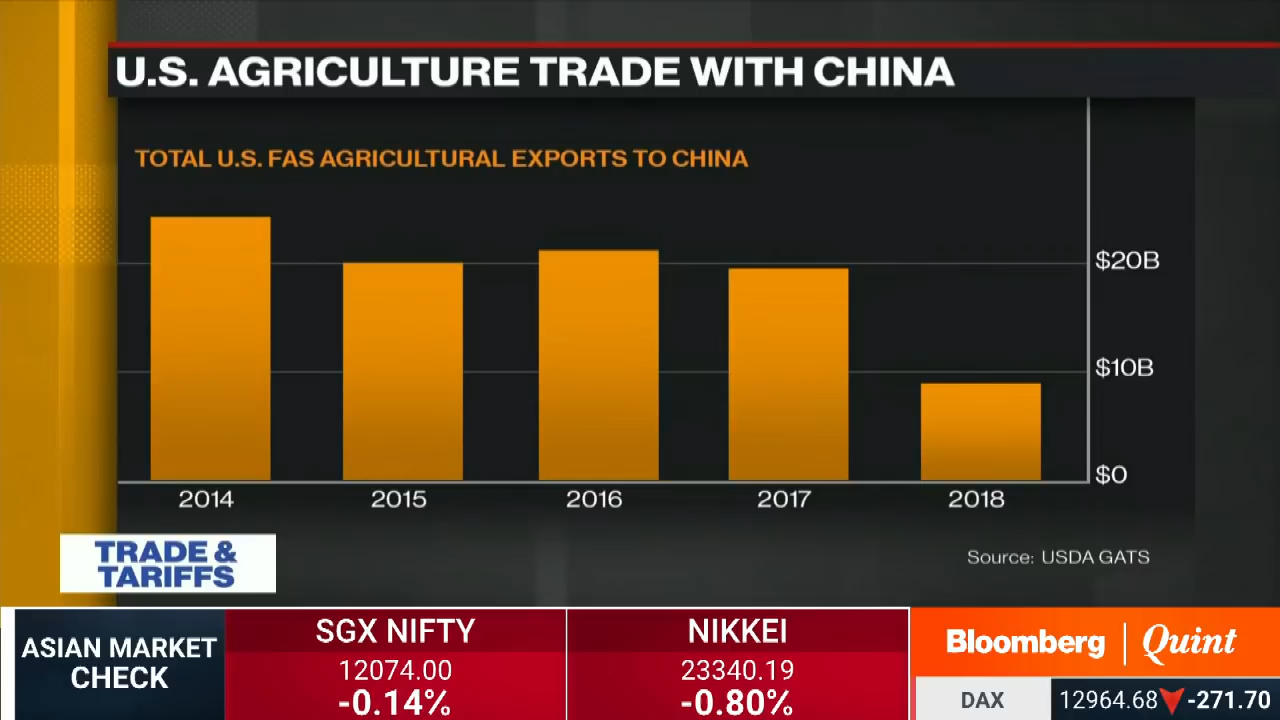 U.S. AGRICULTURE TRADE WITH CHINA
TOTAL U.S. FAS AGRICULTURAL EXPORTS TO CHINA
$20B
$10B
$0
2014 2015 2016 2017 2018
Source: USDA GATS
TRADE &
TARIFFS
ASIAN MARKET
CHECK
SGX NIFTY
12074.00
-0.14%
NIKKEI
23340.19
-0.80%
Bloomberg | Quint
DAX 12964.68 -271.70